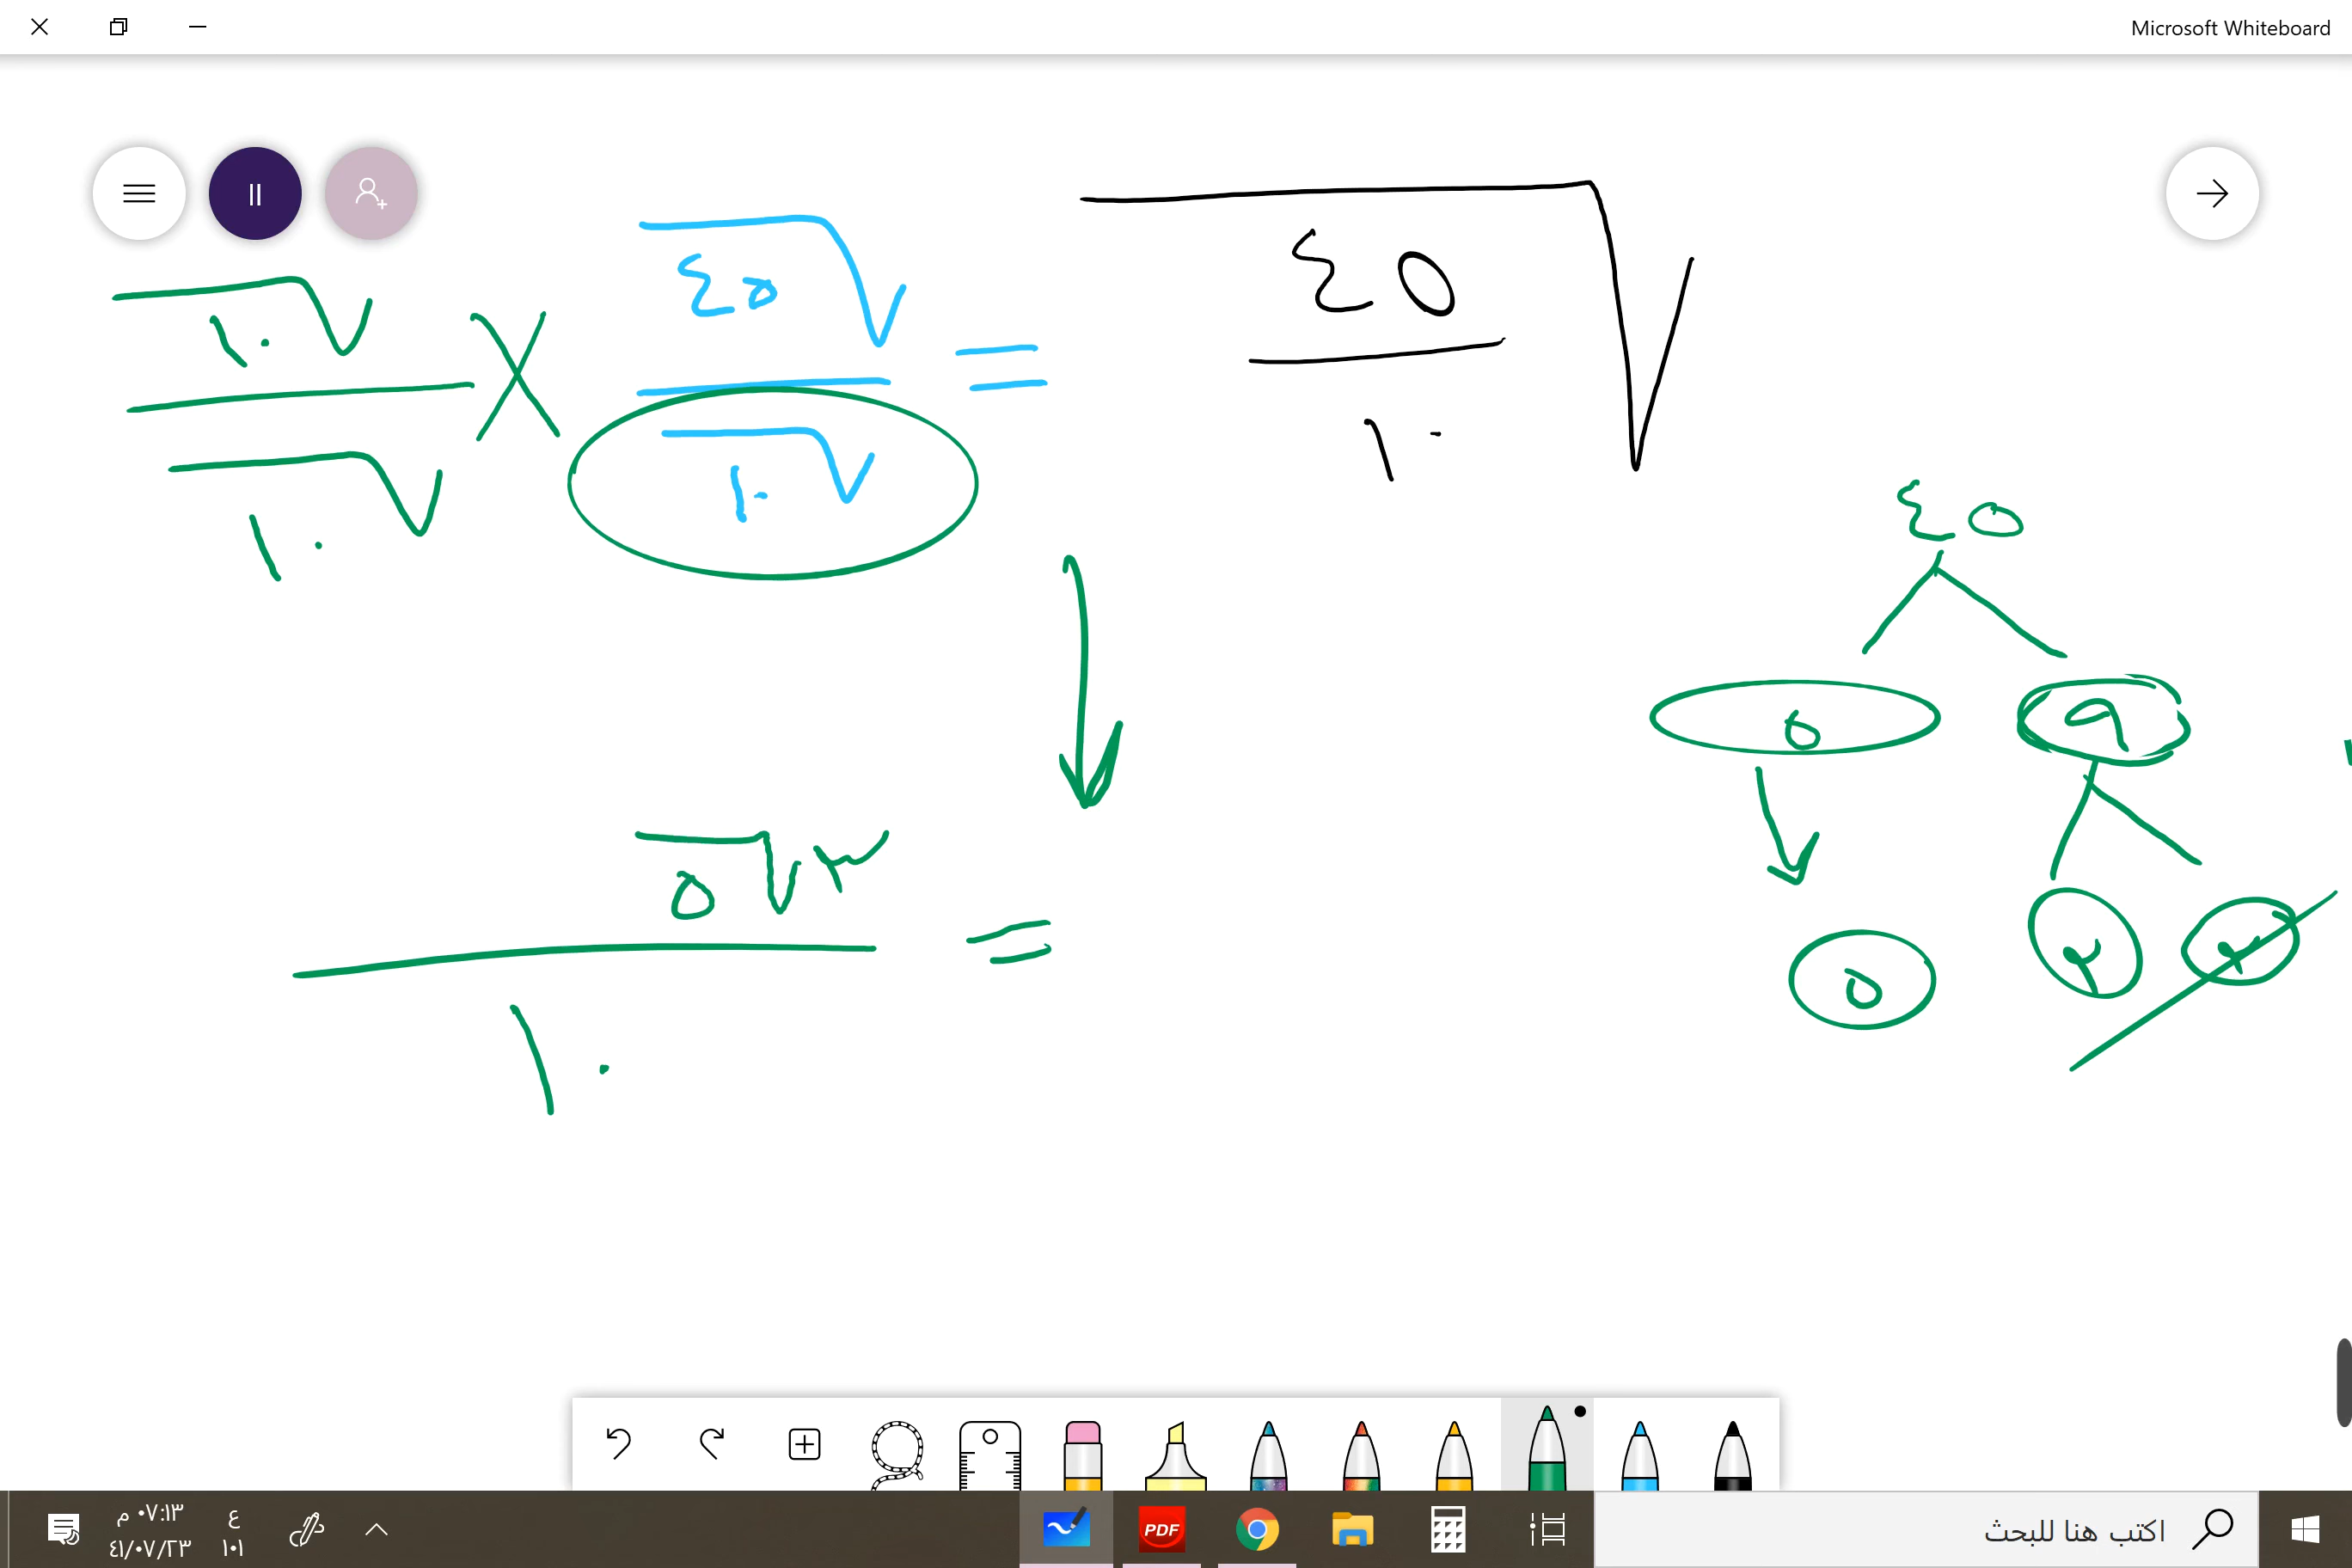 Microsoft Whiteboard
√٤٥/١٠ = √٤٥/√١٠ × √١٠/√١٠
٤٥
٩ ٥
٣ ٣ ٥
= ٣√٥/١٠
اكتب هنا للبحث
PDF
ع
١٠١
٠٧:١٣ م
٤١/٠٧/٢٣